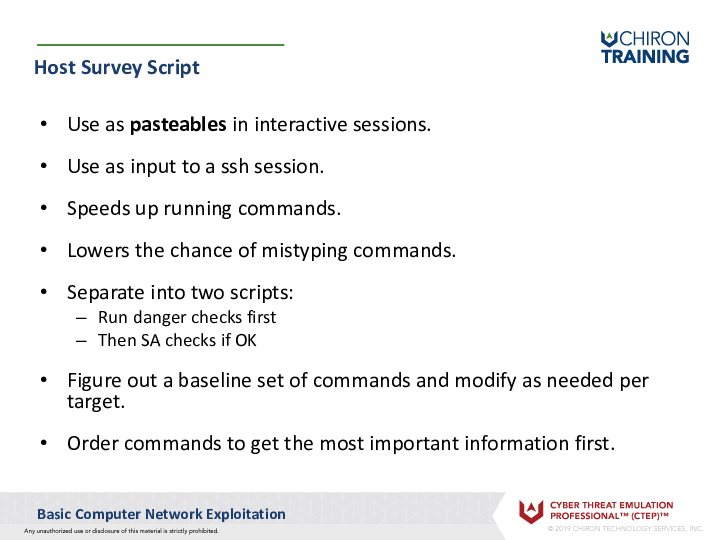 CHIRON
TRAINING
Host Survey Script
• Use as pasteables in interactive sessions.
• Use as input to a ssh session.
• Speeds up running commands.
• Lowers the chance of mistyping commands.
• Separate into two scripts:
– Run danger checks first
– Then SA checks if OK
• Figure out a baseline set of commands and modify as needed per
target.
• Order commands to get the most important information first.
Basic Computer Network Exploitation
Any unauthorized use or disclosure of this material is strictly prohibited.
CYBER THREAT EMULATION
PROFESSIONAL™ (CTEP)™
© 2019 CHIRON TECHNOLOGY SERVICES, INC.